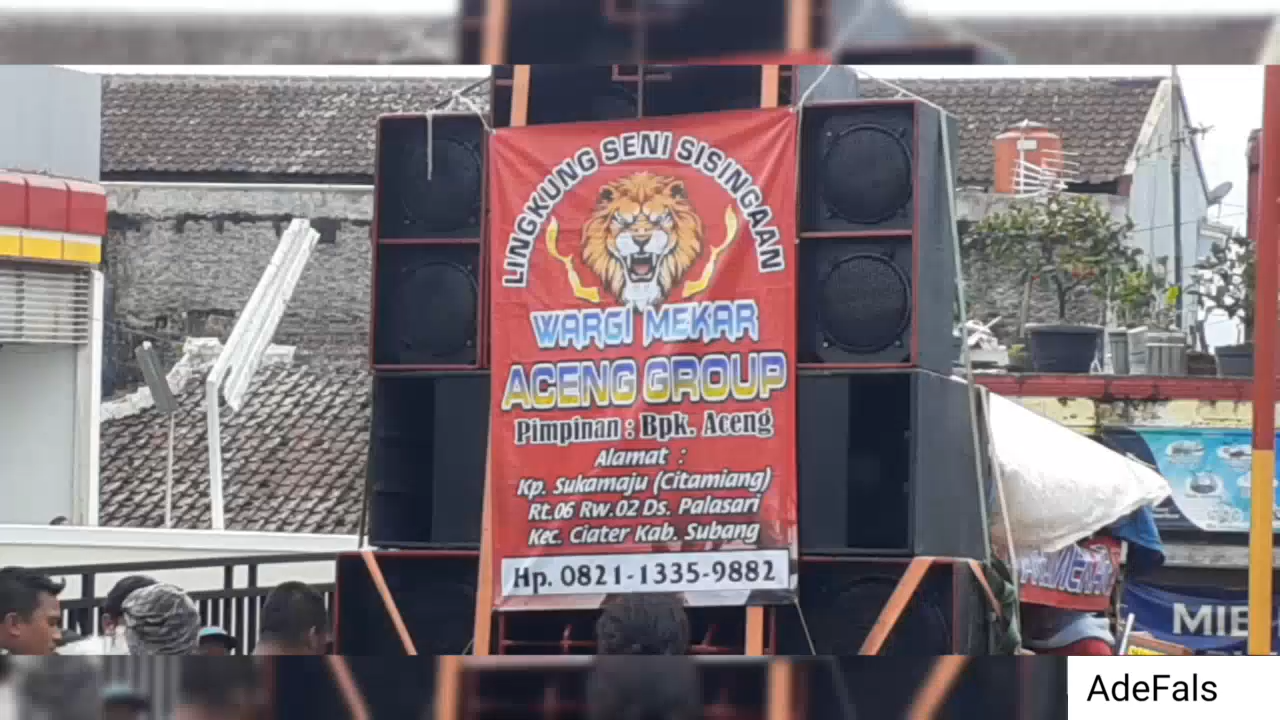 LINGKUNG SENI SISINGAAN
WARGI MEKAR
ACENG GROUP
Pimpinan : Bpk. Aceng
Alamat :
Kp. Sukamaju (Citamiang)
Rt.06 Rw.02 Ds. Palasari
Kec. Ciater Kab. Subang
Hp. 0821-1335-9882
MIE
AdeFals